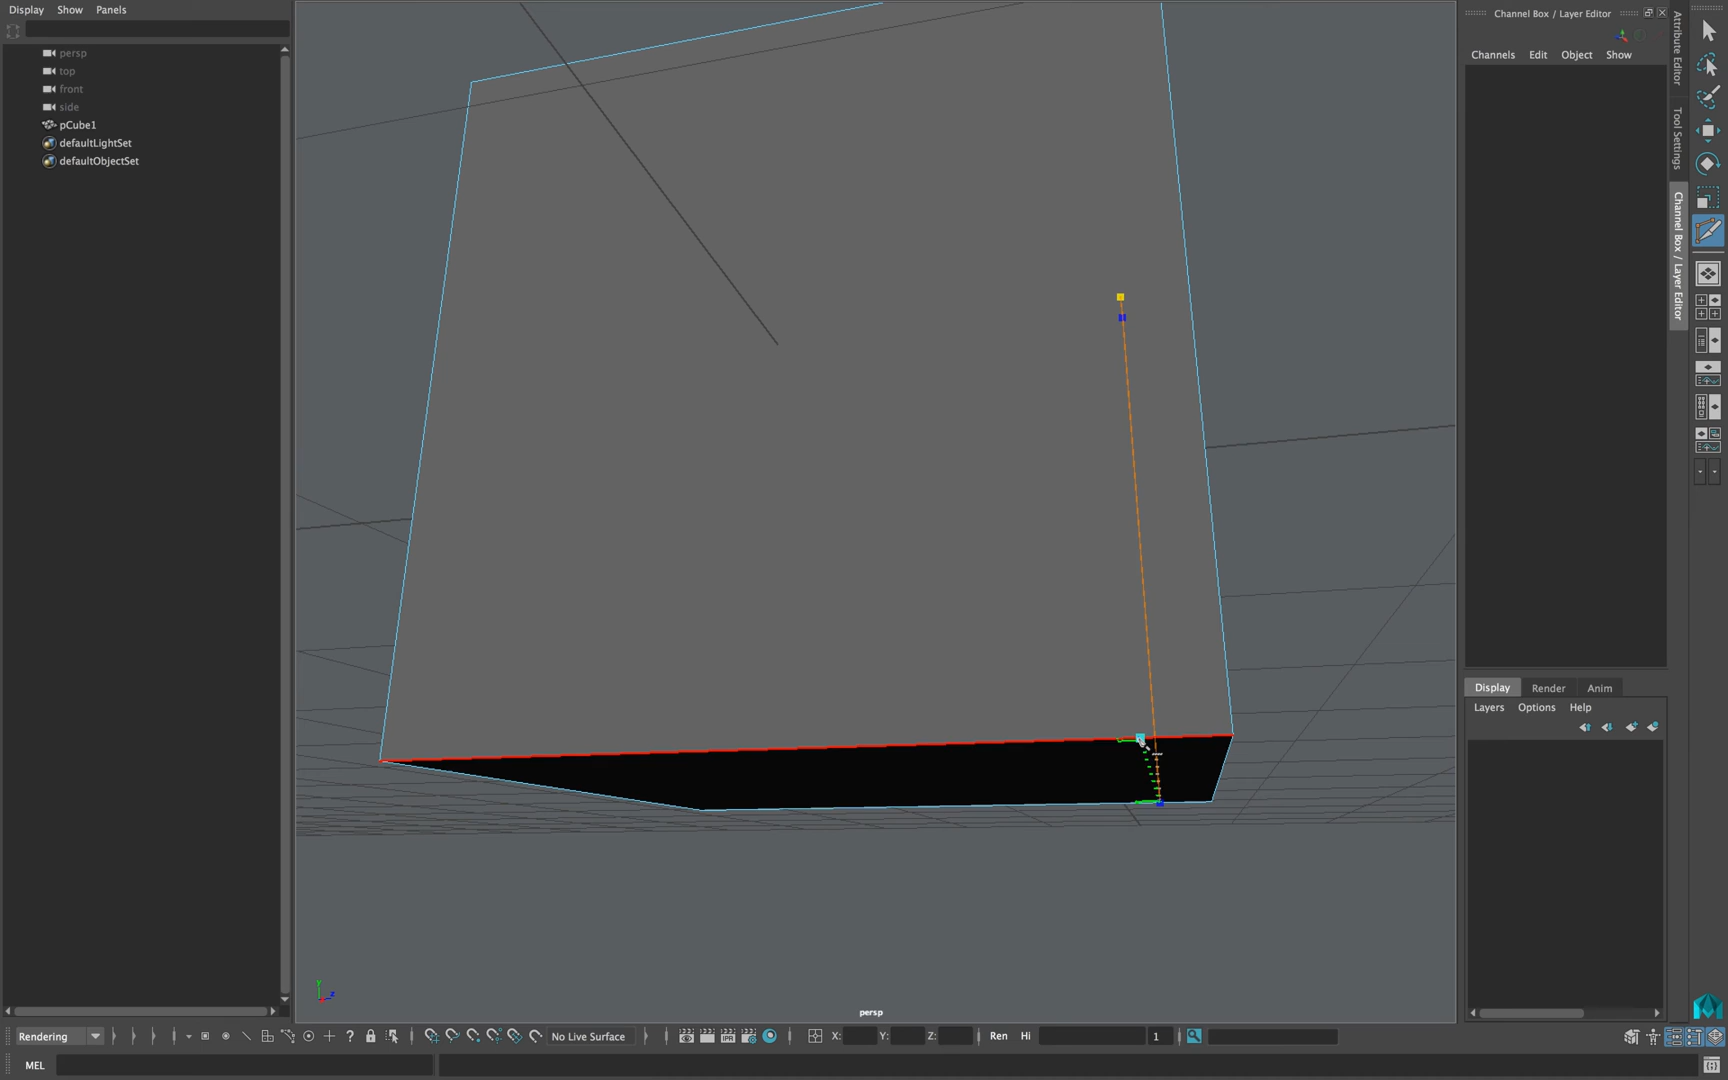 Display Show Panels
Channel Box / Layer Editor
Channels Edit Object Show
persp
top
front
side
pCube1
defaultLightSet
defaultObjectSet
Attribute Editor
Tool Settings
Channel Box / Layer Editor
Display Render Anim
Layers Options Help
persp
Rendering
No Live Surface
X:
Y:
Z:
Ren
Hi
1
MEL